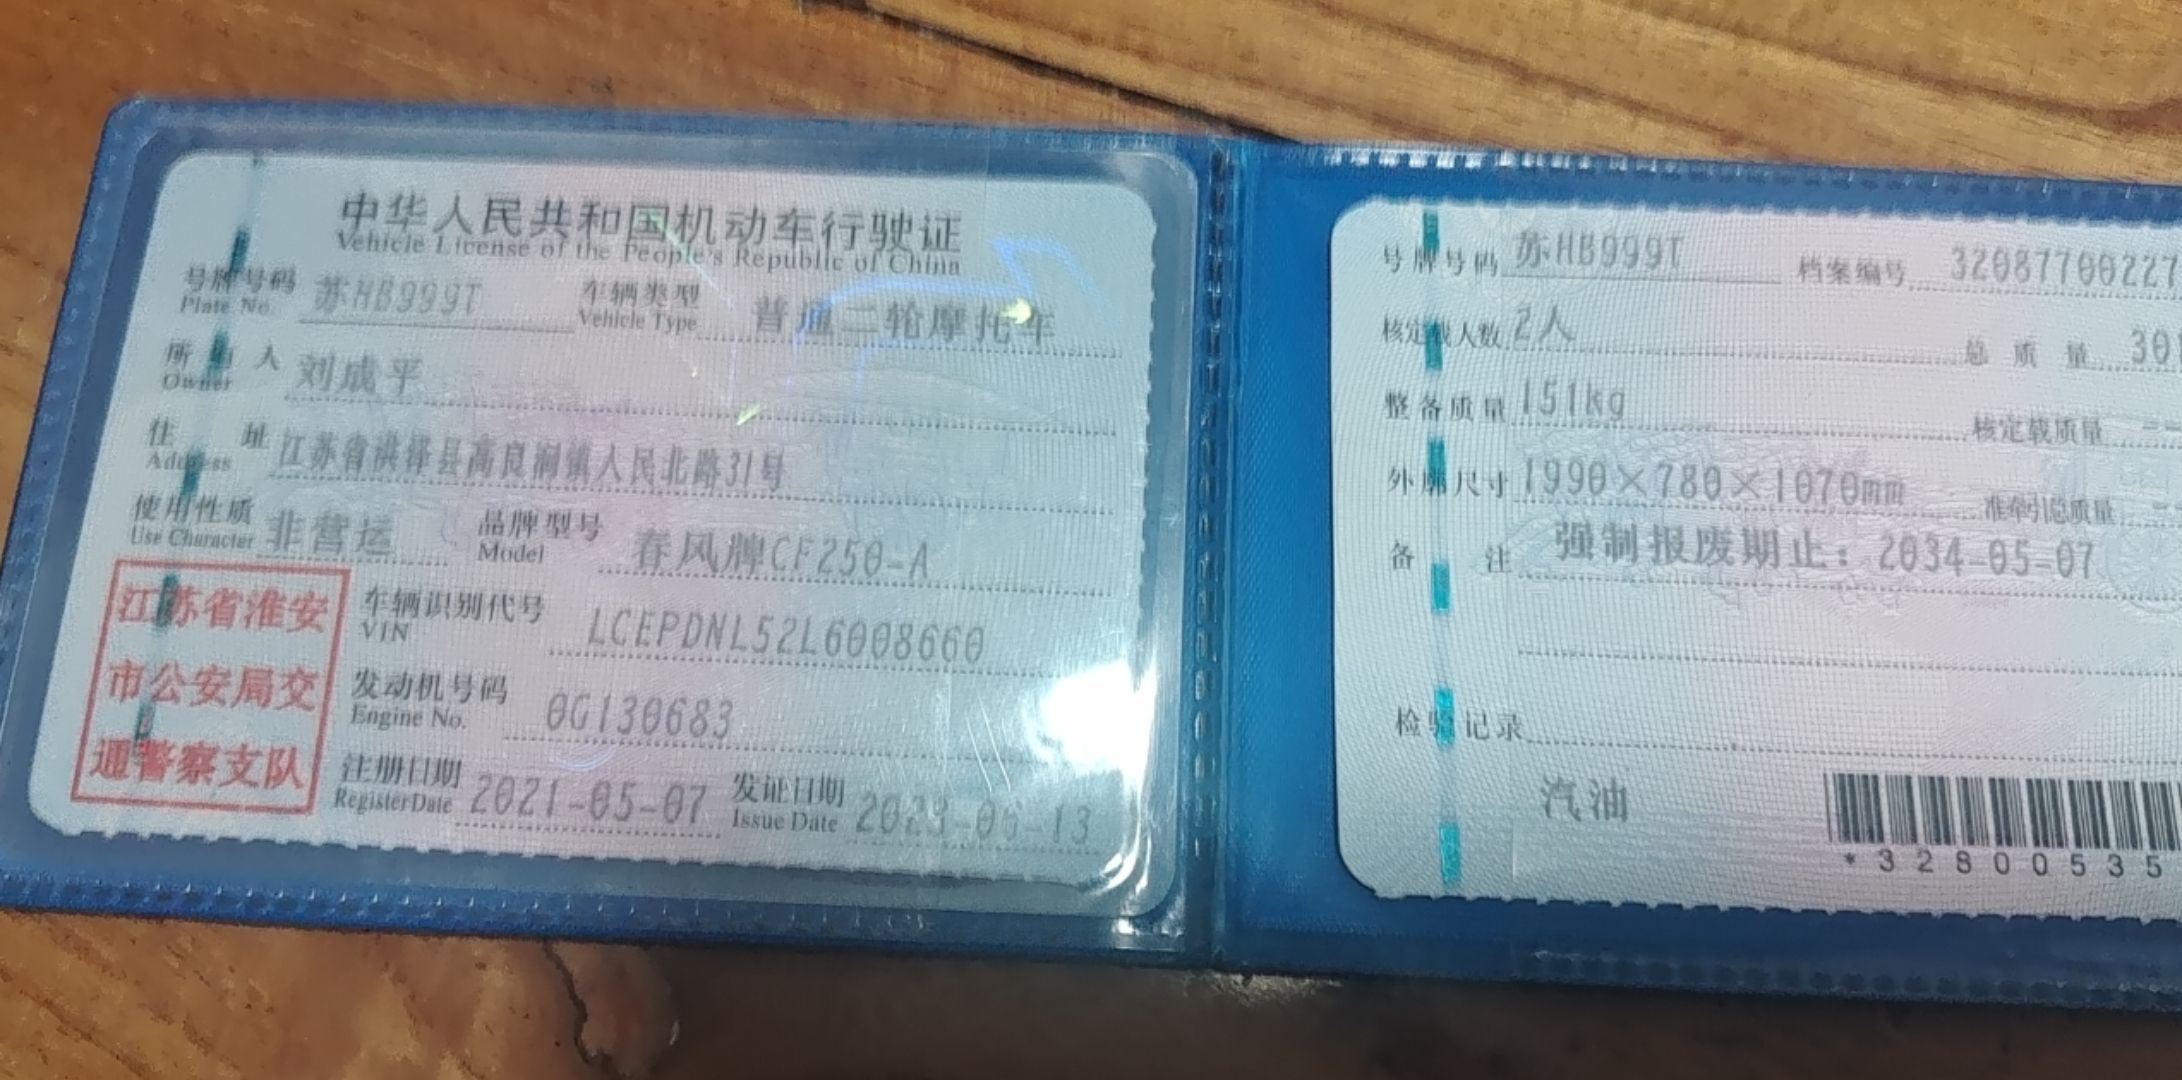 中华人民共和国机动车行驶证
Vehicle License of the People's Republic of China
号牌号码 苏HB999T 车辆类型 普通二轮摩托车
Plate No. Vehicle Type
所有人 刘成平
Owner
住址 江苏省洪泽县高良涧镇人民北路31号
Address
使用性质 非营运 品牌型号 春风牌CF250-A
Use Character Model
江苏省淮安
市公安局交
通警察支队
车辆识别代号 LCEPDNL52L6008660
VIN
发动机号码 0G130683
Engine No.
注册日期 2021-05-07 发证日期 2023-06-13
Register Date Issue Date
号牌号码 苏HB999T 档案编号 32087700227
核定载人数 2人 总质量 30
整备质量 151kg 核定载质量 --
外廓尺寸 1990×780×1070mm 准牵引总质量 -
备注 强制报废期止：2034-05-07
检验记录
汽油
*32800535